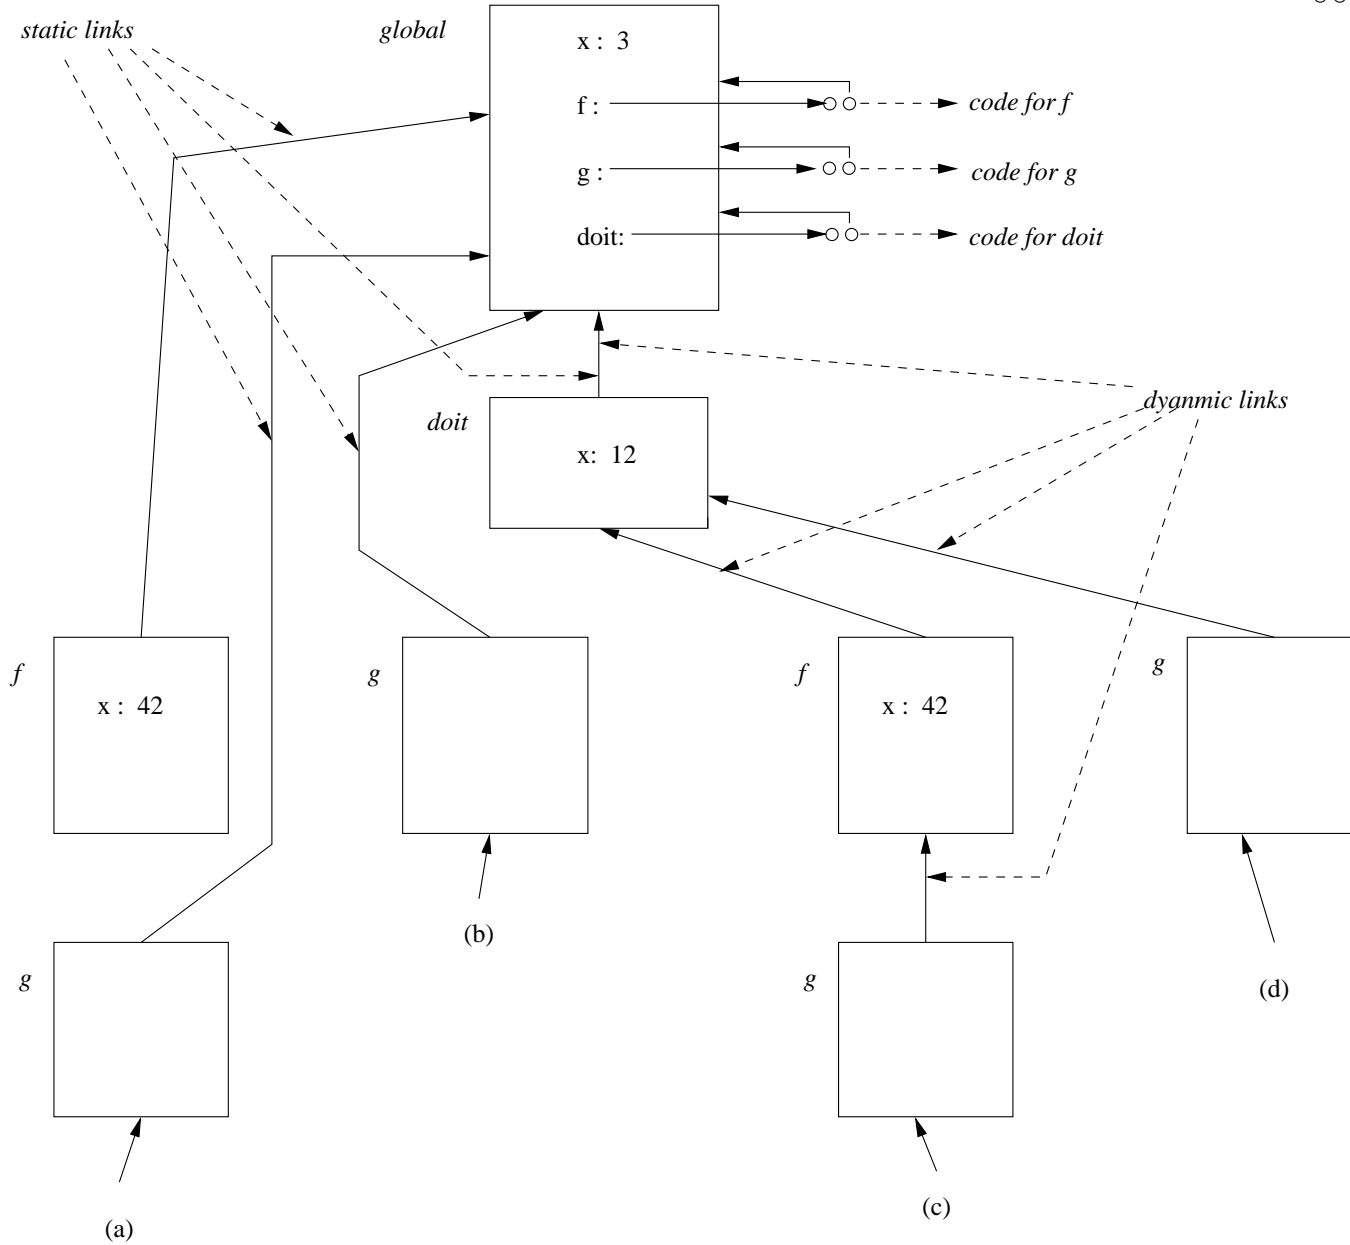 static links
global
x : 3
f :
code for f
g :
code for g
doit:
code for doit
dyanmic links
doit
x: 12
f
x : 42
g
f
x : 42
g
(b)
g
g
(d)
(a)
(c)